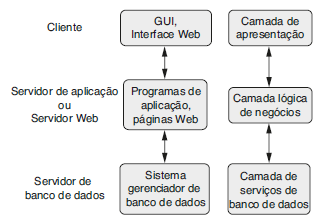 Cliente
GUI,
Interface Web
Camada de
apresentação
Servidor de aplicação
ou
Servidor Web
Programas de
aplicação,
páginas Web
Camada lógica
de negócios
Servidor de
banco de dados
Sistema
gerenciador de
banco de dados
Camada de
serviços de
banco de dados